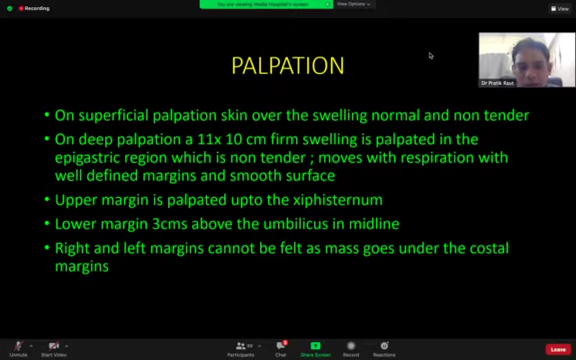 Recording
You are viewing Wadia Hospital's screen
View Options
View
PALPATION
Dr Pratik Raut
• On superficial palpation skin over the swelling normal and non tender
• On deep palpation a 11x 10 cm firm swelling is palpated in the
epigastric region which is non tender ; moves with respiration with
well defined margins and smooth surface
• Upper margin is palpated upto the xiphisternum
• Lower margin 3cms above the umbilicus in midline
• Right and left margins cannot be felt as mass goes under the costal
margins
Unmute
Start Video
Participants
Chat
Share Screen
Record
Reactions
Leave